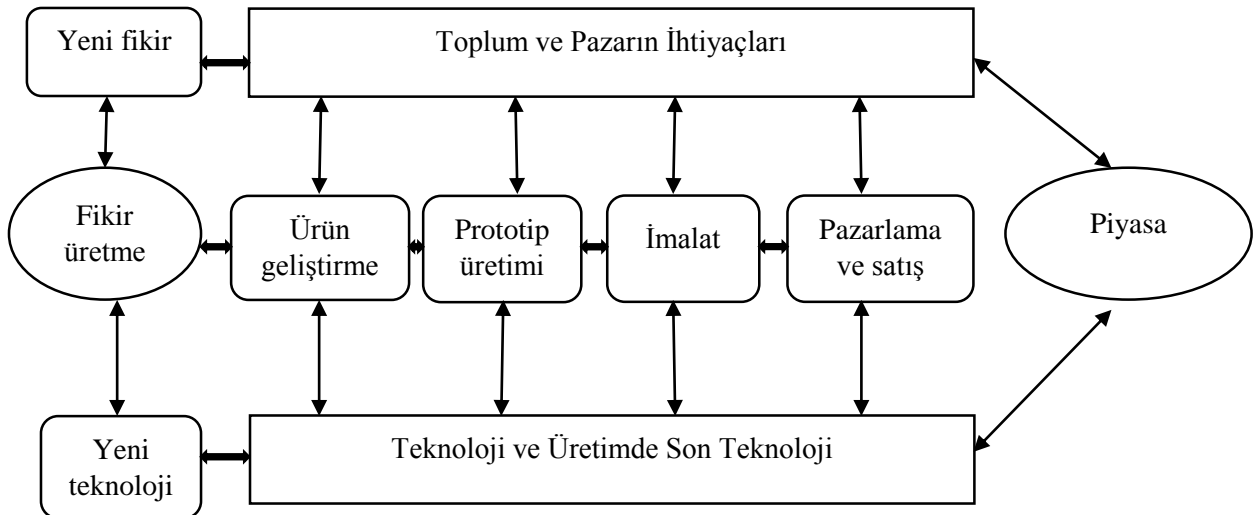 Yeni fikir
Toplum ve Pazarın İhtiyaçları
Fikir
üretme
Ürün
geliştirme
Prototip
üretimi
İmalat
Pazarlama
ve satış
Piyasa
Yeni
teknoloji
Teknoloji ve Üretimde Son Teknoloji